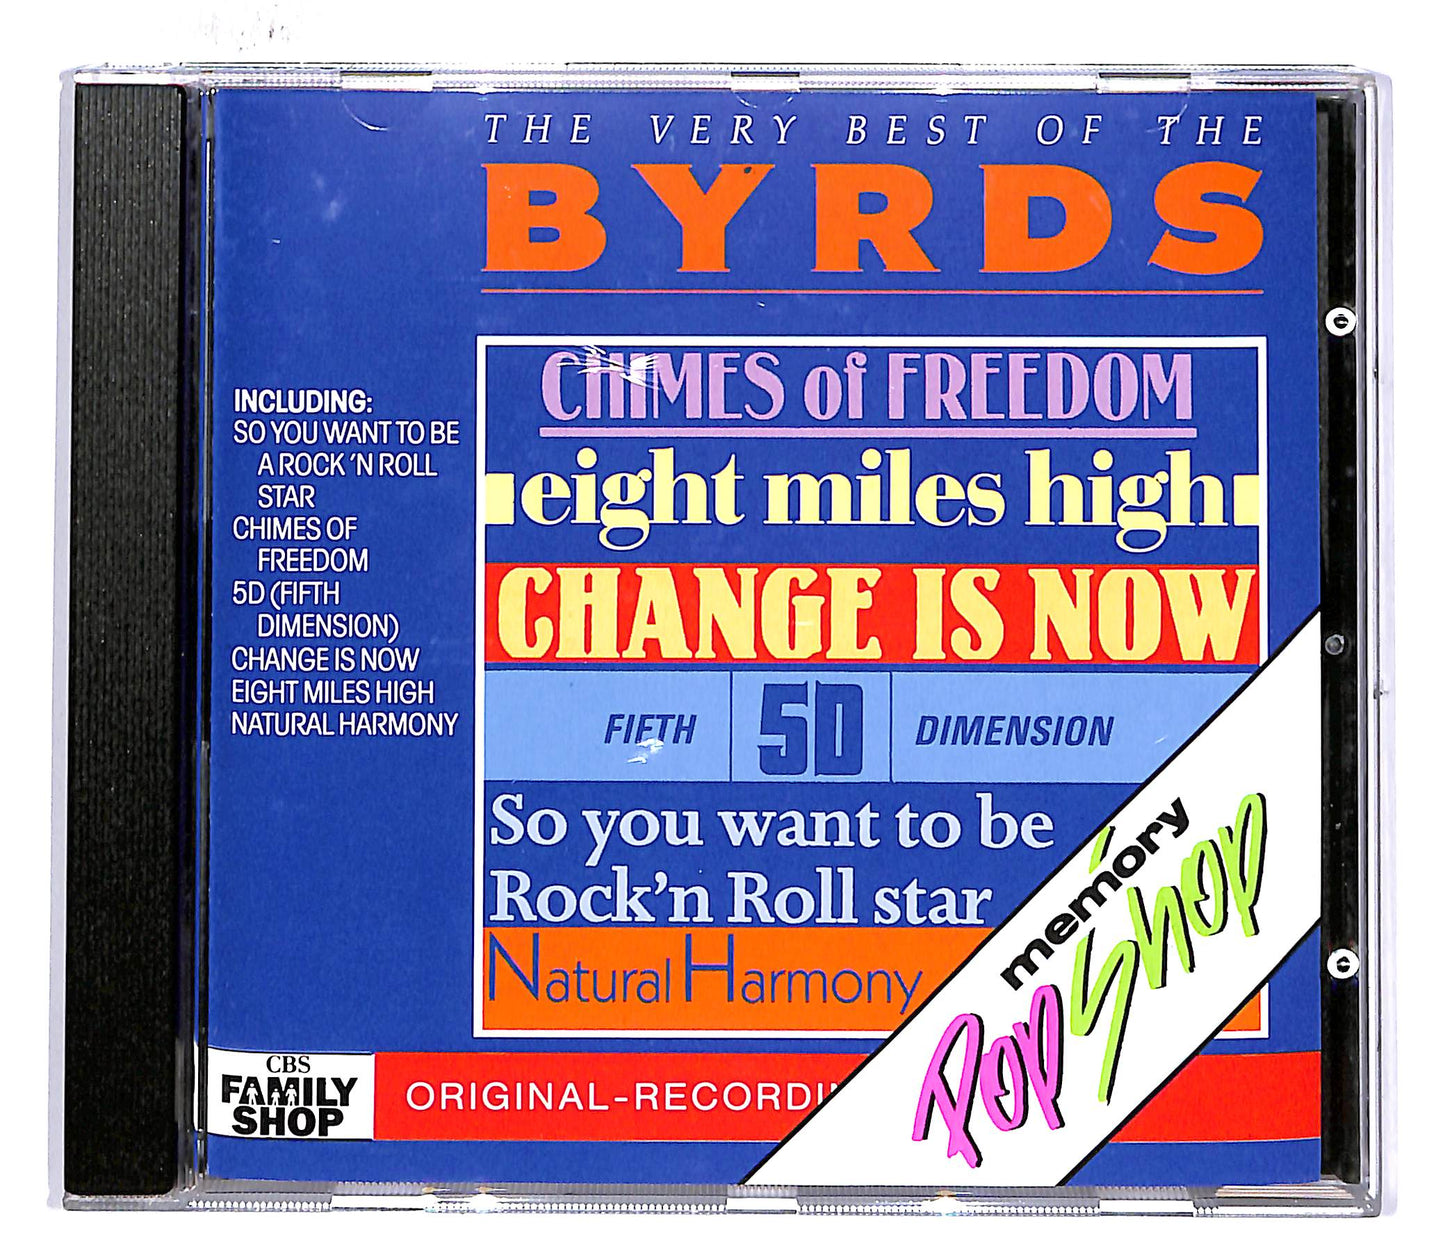 THE VERY BEST OF THE
BYRDS
INCLUDING:
SO YOU WANT TO BE
A ROCK 'N ROLL
STAR
CHIMES OF
FREEDOM
5D (FIFTH
DIMENSION)
CHANGE IS NOW
EIGHT MILES HIGH
NATURAL HARMONY
CHIMES of FREEDOM
eight miles high
CHANGE IS NOW
FIFTH 5D DIMENSION
So you want to be
Rock'n Roll star
Natural Harmony
memory
Pop Shop
CBS
FAMILY
SHOP
ORIGINAL-RECORDI